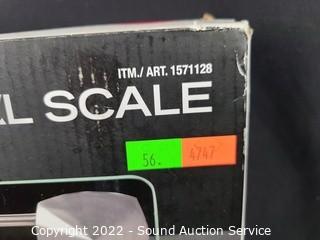 ITM./ ART. 1571128
SCALE
56.
4747
Copyright 2022 - Sound Auction Service